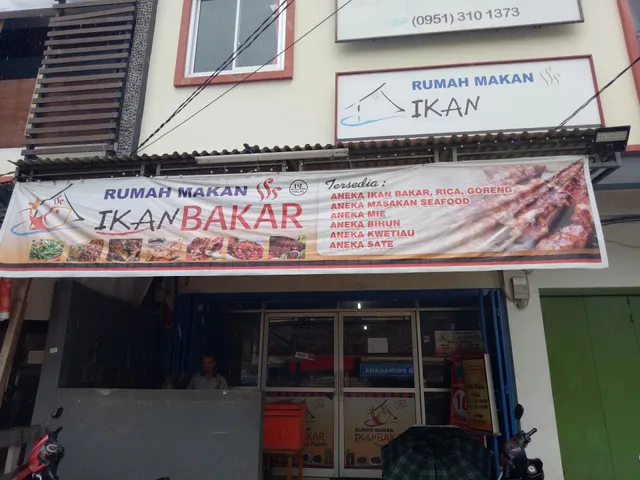 (0951) 310 1373
RUMAH MAKAN
IKAN
RUMAH MAKAN
IKAN BAKAR
Tersedia :
ANEKA IKAN BAKAR, RICA, GORENG
ANEKA MASAKAN SEAFOOD
ANEKA MIE
ANEKA BIHUN
ANEKA KWETIAU
ANEKA SATE
BAKAR
RUMAH MAKAN
IKAN BAKAR